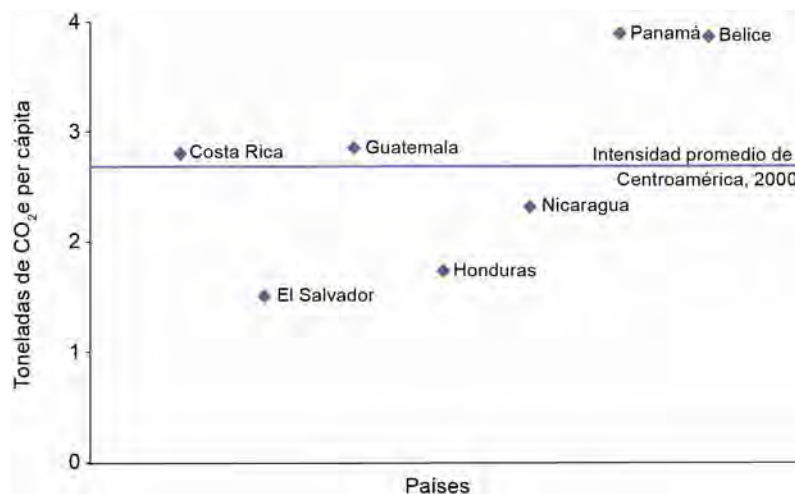 Toneladas de CO2e per cápita
4
3
2
1
0
Panamá
Belice
Costa Rica
Guatemala
Intensidad promedio de
Centroamérica, 2000
Nicaragua
Honduras
El Salvador
Países